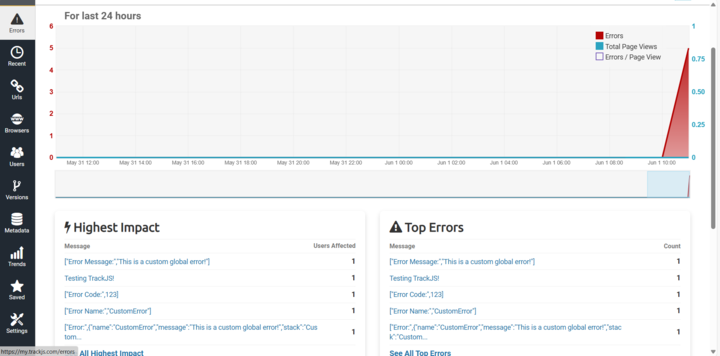 For last 24 hours
Errors
Recent
Urls
Browsers
Users
Versions
Metadata
Trends
Saved
Settings
6
5
4
3
2
1
0
1
0.75
0.50
0.25
0
Errors
Total Page Views
Errors / Page View
May 31 12:00 May 31 14:00 May 31 16:00 May 31 18:00 May 31 20:00 May 31 22:00 Jun 1 00:00 Jun 1 02:00 Jun 1 04:00 Jun 1 06:00 Jun 1 08:00 Jun 1 10:00
Highest Impact
Message Users Affected
["Error Message:","This is a custom global error!"] 1
Testing TrackJS! 1
["Error Code:",123] 1
["Error Name:","CustomError"] 1
["Error:",{"name":"CustomError","message":"This is a custom global error!","stack":"Cus
tom... 1
All Highest Impact
Top Errors
Message Count
["Error Message:","This is a custom global error!"] 1
Testing TrackJS! 1
["Error Code:",123] 1
["Error Name:","CustomError"] 1
["Error:",{"name":"CustomError","message":"This is a custom global error!","stac
k":"Custom... 1
See All Top Errors
https://my.trackjs.com/errors